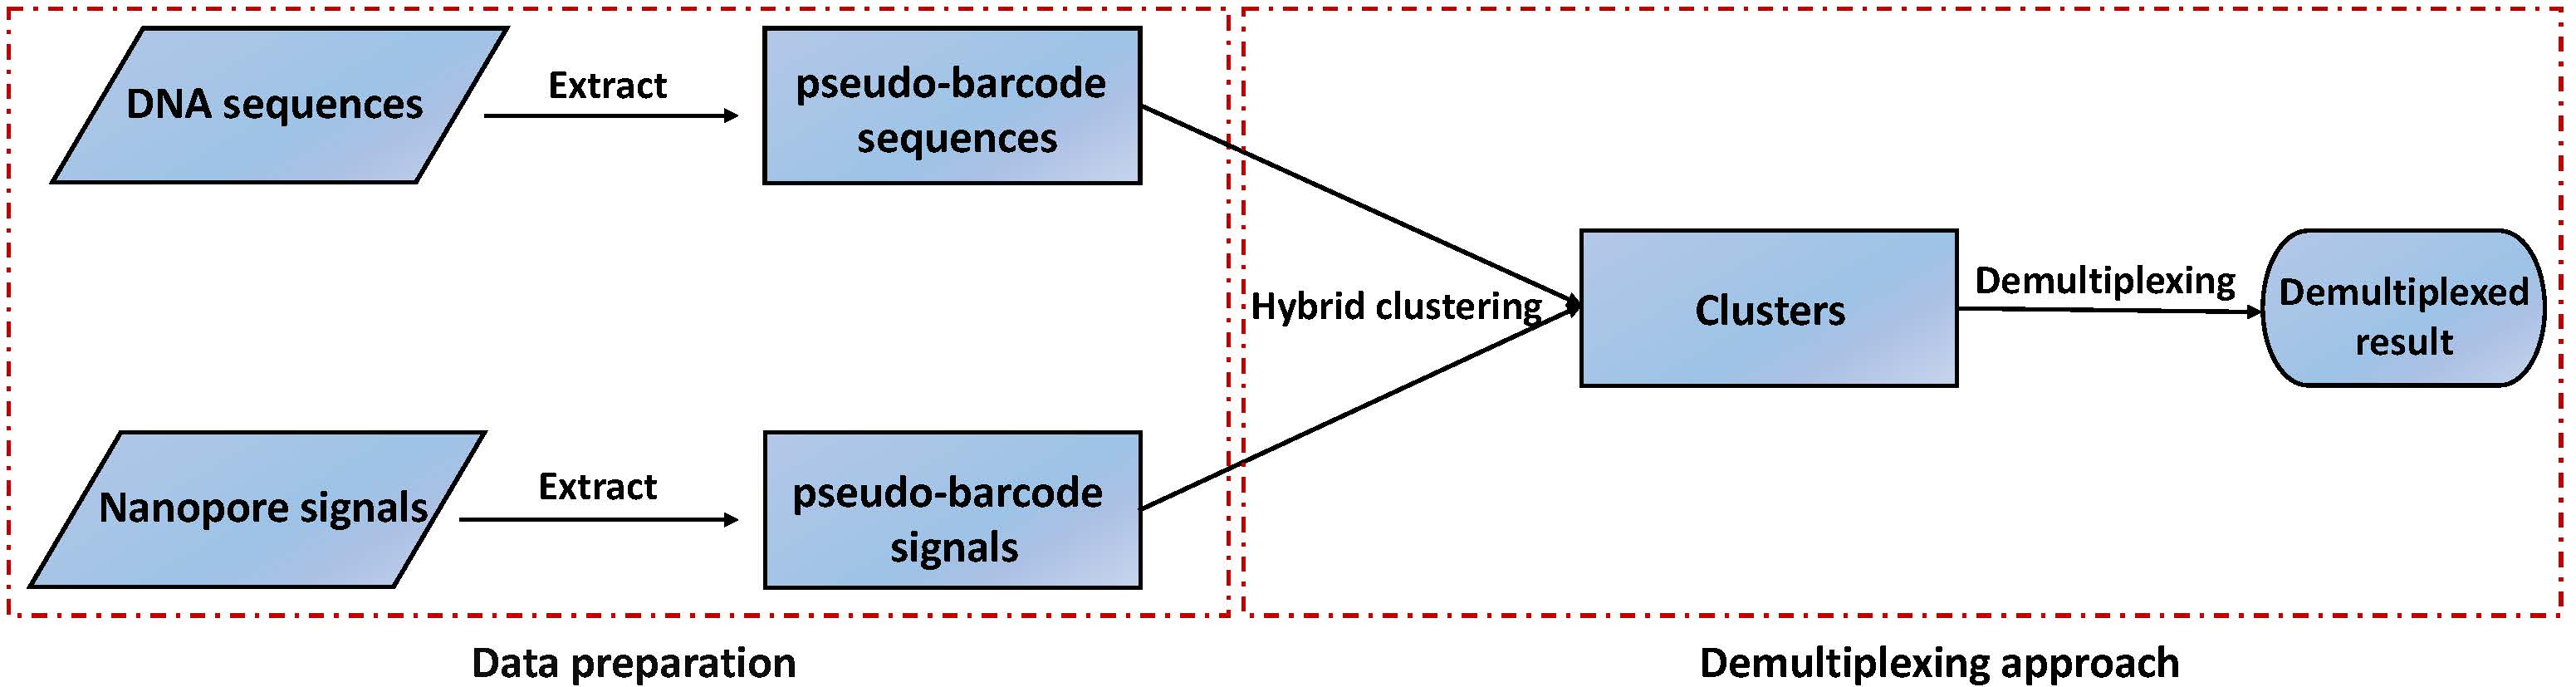 DNA sequences
Extract
pseudo-barcode
sequences
Nanopore signals
Extract
pseudo-barcode
signals
Hybrid clustering
Clusters
Demultiplexing
Demultiplexed
result
Data preparation
Demultiplexing approach